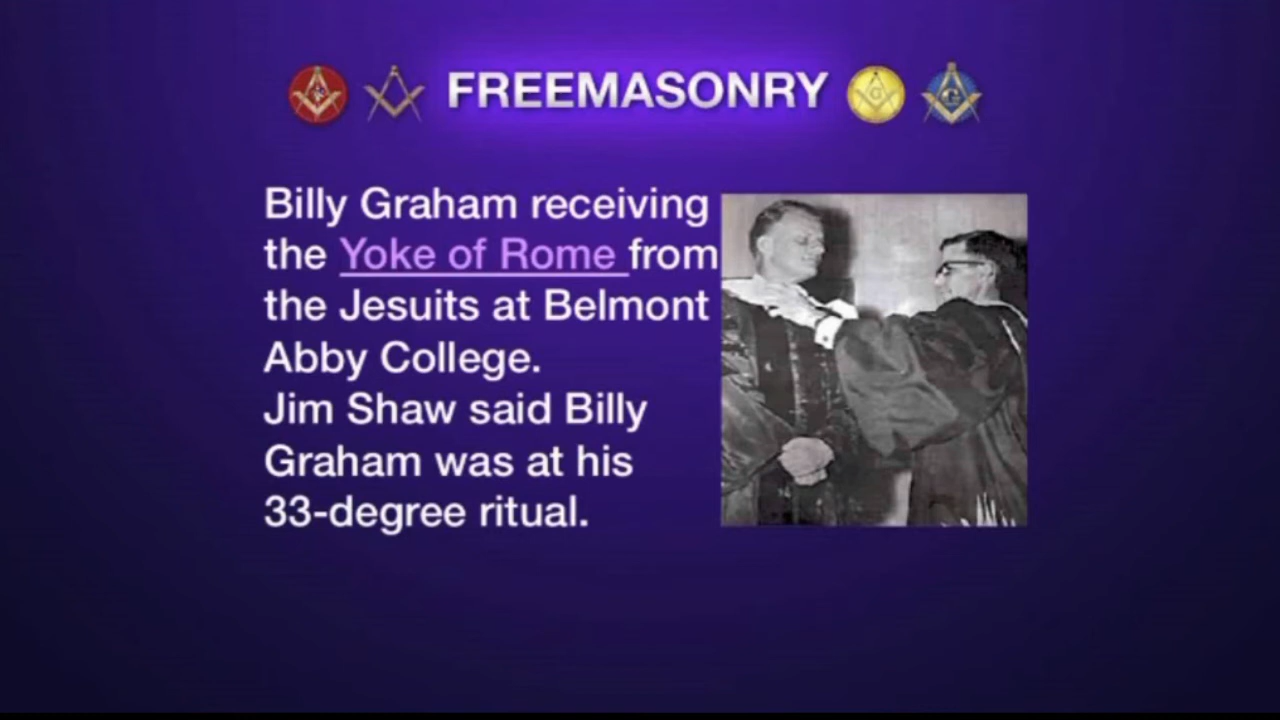 FREEMASONRY
Billy Graham receiving
the Yoke of Rome from
the Jesuits at Belmont
Abby College.
Jim Shaw said Billy
Graham was at his
33-degree ritual.